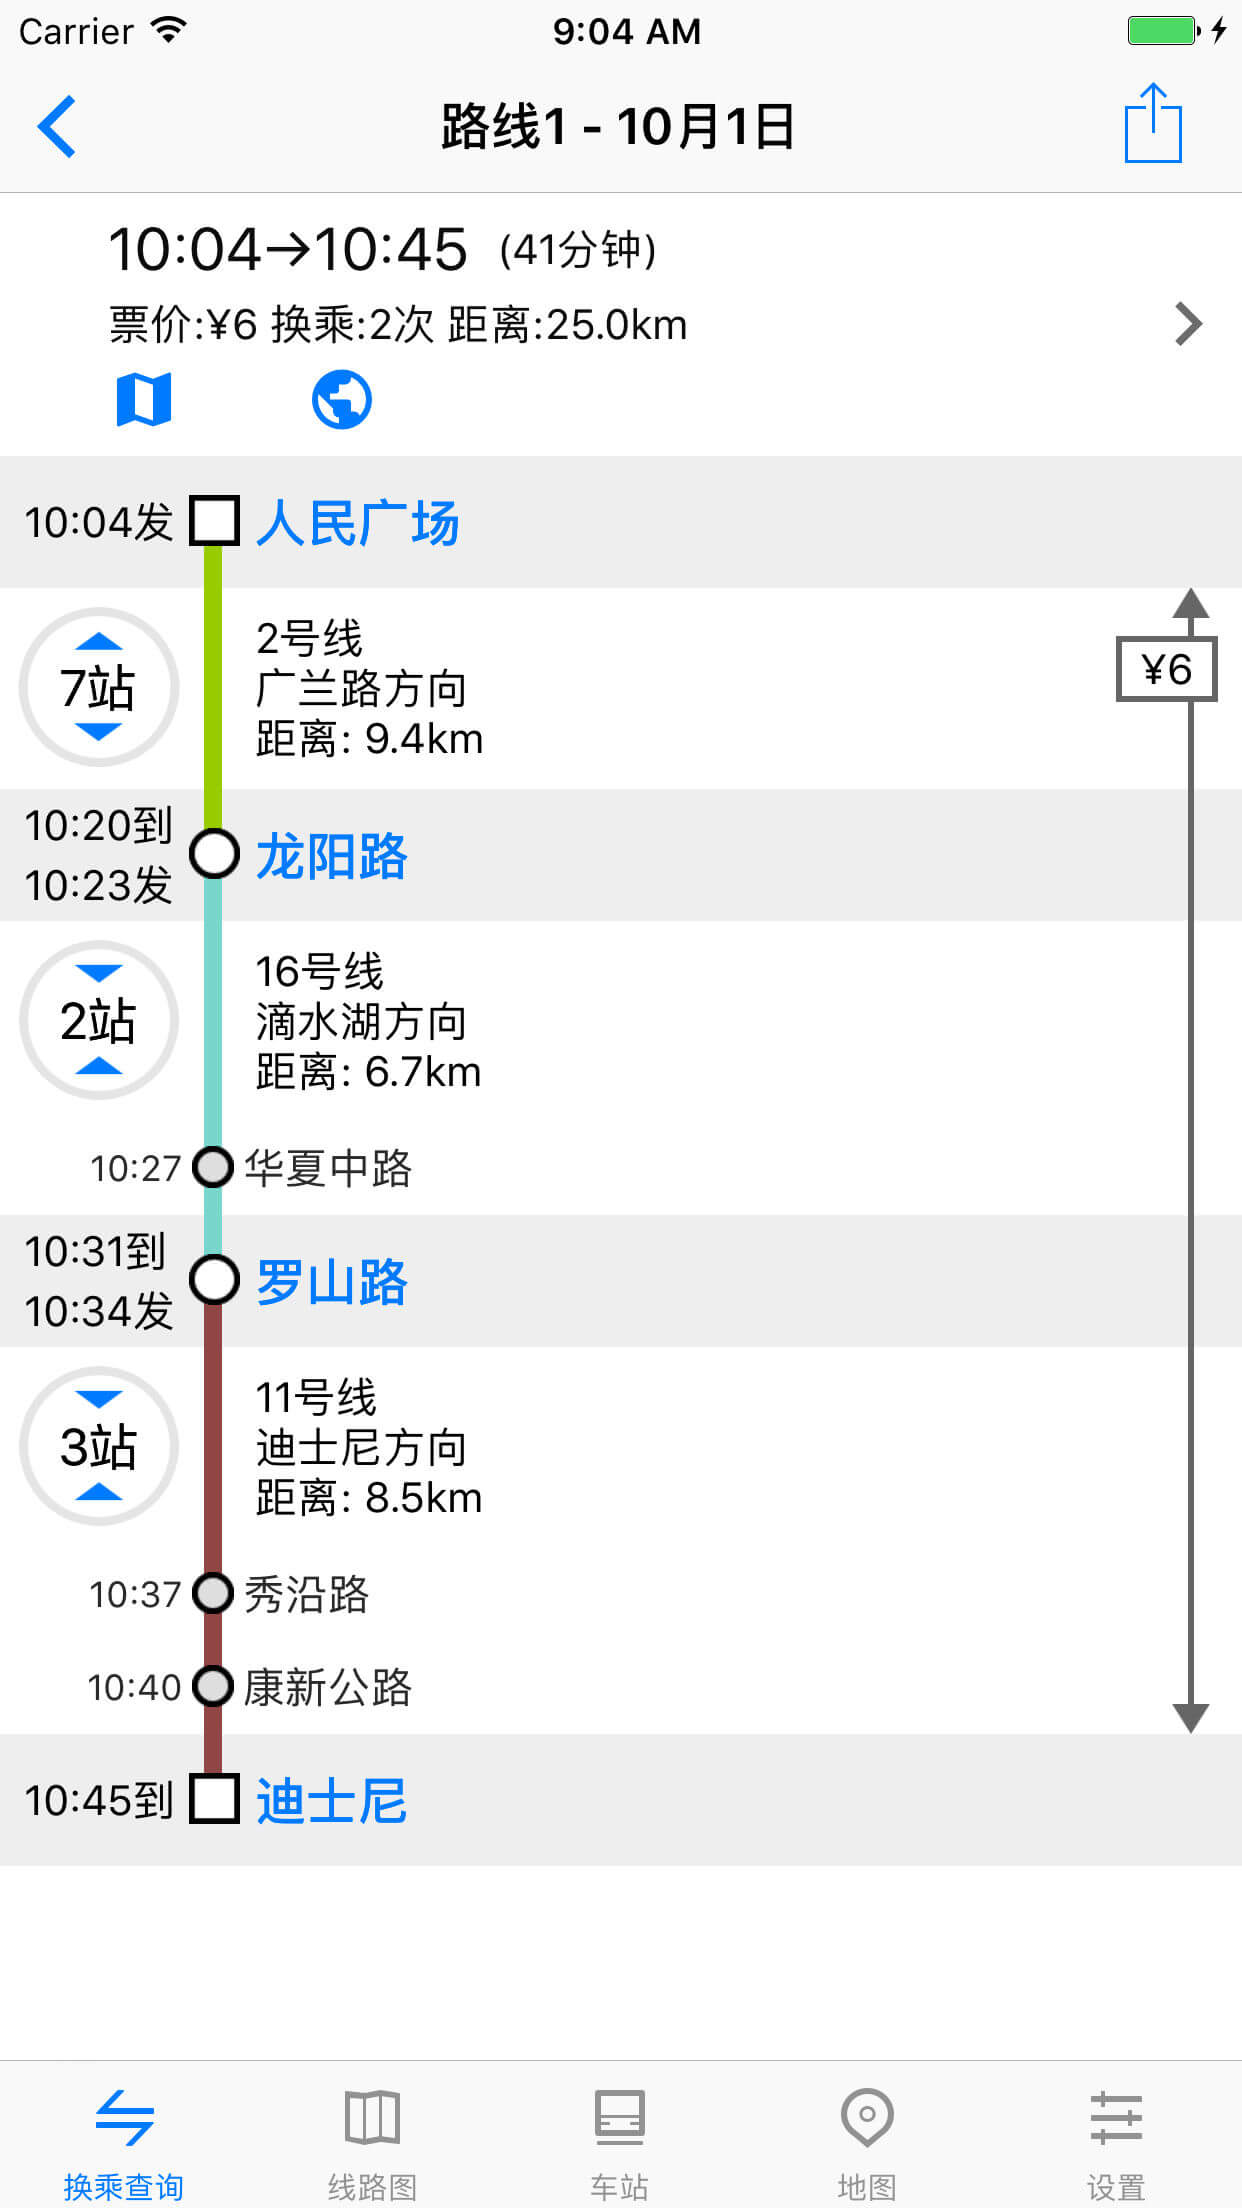 Carrier 9:04 AM
路线1 - 10月1日
10:04→10:45 (41分钟)
票价:¥6 换乘:2次 距离:25.0km
10:04发 人民广场
7站
2号线
广兰路方向
距离: 9.4km
¥6
10:20到
10:23发
龙阳路
2站
16号线
滴水湖方向
距离: 6.7km
10:27 华夏中路
10:31到
10:34发
罗山路
3站
11号线
迪士尼方向
距离: 8.5km
10:37 秀沿路
10:40 康新公路
10:45到 迪士尼
换乘查询 线路图 车站 地图 设置